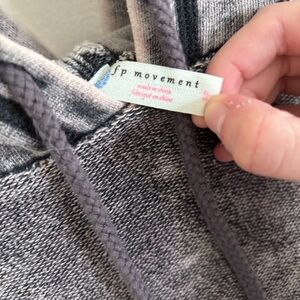 fp movement
made in china
fabriqué en chine